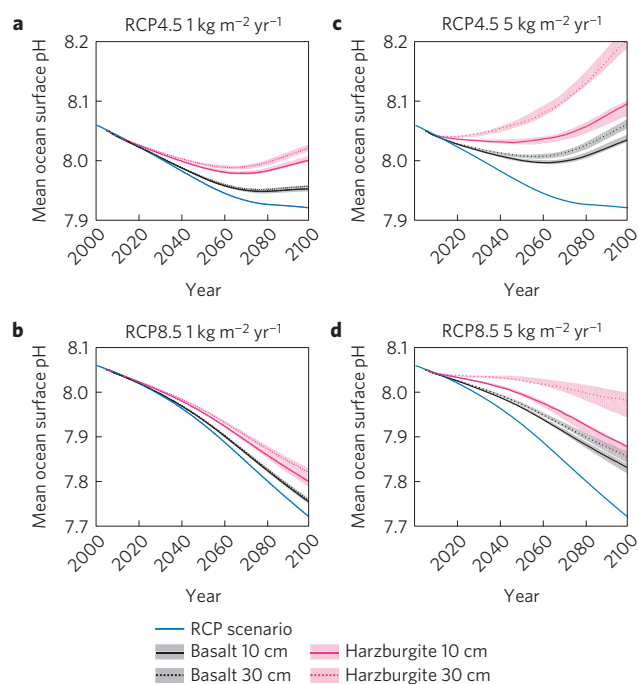 a RCP4.5 1 kg m⁻² yr⁻¹
Mean ocean surface pH
8.2
8.1
8.0
7.9
2000 2020 2040 2060 2080 2100
Year
c RCP4.5 5 kg m⁻² yr⁻¹
Mean ocean surface pH
8.2
8.1
8.0
7.9
2020 2040 2060 2080 2100
Year
b RCP8.5 1 kg m⁻² yr⁻¹
Mean ocean surface pH
8.1
8.0
7.9
7.8
7.7
2000 2020 2040 2060 2080 2100
Year
d RCP8.5 5 kg m⁻² yr⁻¹
Mean ocean surface pH
8.1
8.0
7.9
7.8
7.7
2020 2040 2060 2080 2100
Year
RCP scenario
Basalt 10 cm Harzburgite 10 cm
Basalt 30 cm Harzburgite 30 cm